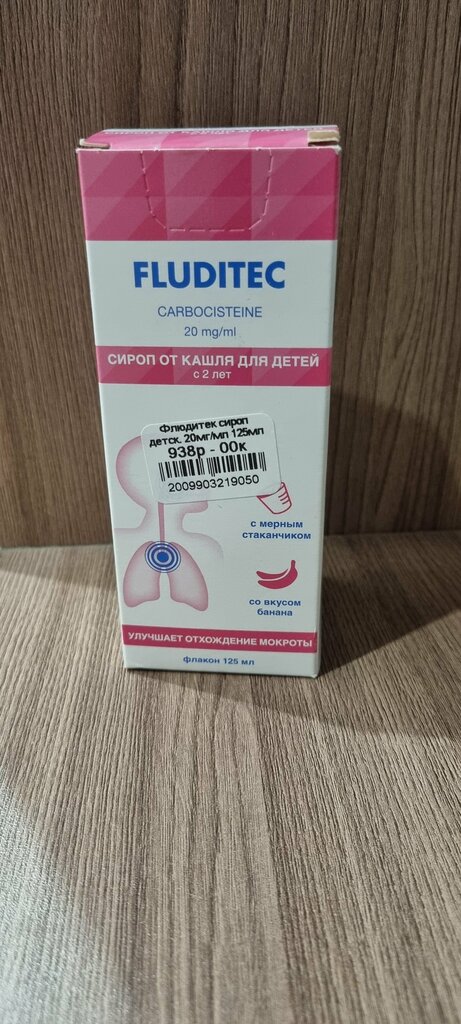 FLUDITEC
CARBOCISTEINE
20 mg/ml
СИРОП ОТ КАШЛЯ ДЛЯ ДЕТЕЙ
с 2 лет
Флюдитек сироп
детск. 20мг/мл 125мл
938р - 00к
2009903219050
с мерным
стаканчиком
со вкусом
банана
УЛУЧШАЕТ ОТХОЖДЕНИЕ МОКРОТЫ
флакон 125 мл